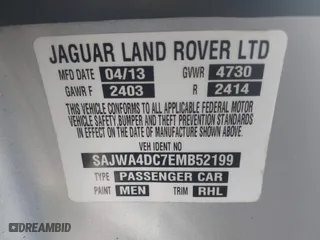 JAGUAR LAND ROVER LTD
MFD DATE 04/13 GVWR 4730
GAWR F 2403 R 2414
THIS VEHICLE CONFORMS TO ALL APPLICABLE FEDERAL MOTOR
VEHICLE SAFETY, BUMPER AND THEFT PREVENTION STANDARDS
IN EFFECT ON THE DATE OF MANUFACTURE SHOWN ABOVE
VEH IDENT NO
SAJWA4DC7EMB52199
TYPE PASSENGER CAR
PAINT MEN TRIM RHL
© DREAMBID .com